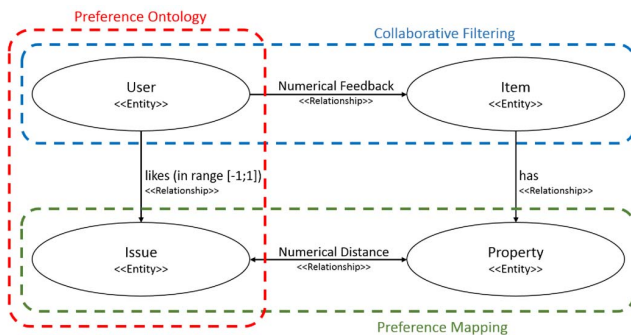 Preference Ontology
Collaborative Filtering
User
<<Entity>>
Numerical Feedback
<<Relationship>>
Item
<<Entity>>
likes (in range [-1;1])
<<Relationship>>
has
<<Relationship>>
Issue
<<Entity>>
Numerical Distance
<<Relationship>>
Property
<<Entity>>
Preference Mapping